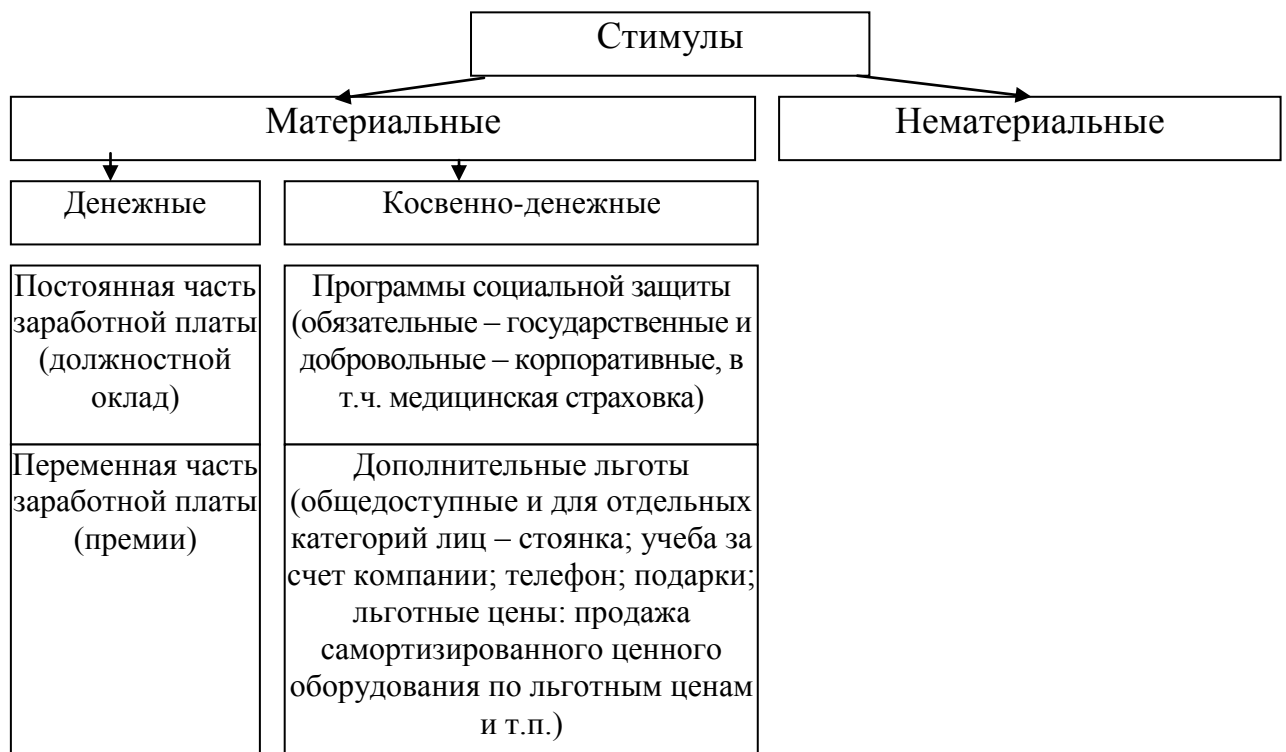 Стимулы
Материальные
Нематериальные
Денежные
Косвенно-денежные
Постоянная часть
заработной платы
(должностной
оклад)
Программы социальной защиты
(обязательные – государственные и
добровольные – корпоративные, в
т.ч. медицинская страховка)
Переменная часть
заработной платы
(премии)
Дополнительные льготы
(общедоступные и для отдельных
категорий лиц – стоянка; учеба за
счет компании; телефон; подарки;
льготные цены: продажа
самортизированного ценного
оборудования по льготным ценам
и т.п.)